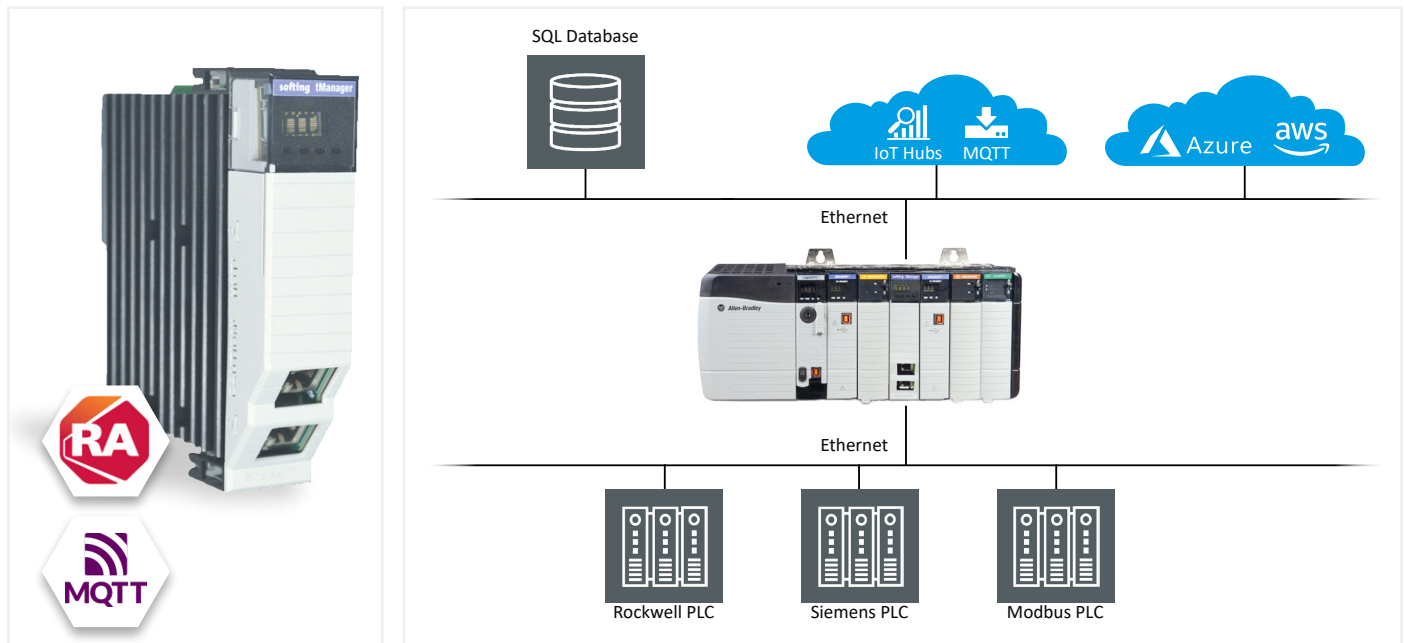 softing tManager
RA
MQTT
SQL Database
IoT Hubs
MQTT
Azure
aws
Ethernet
Allen-Bradley
Ethernet
Rockwell PLC
Siemens PLC
Modbus PLC